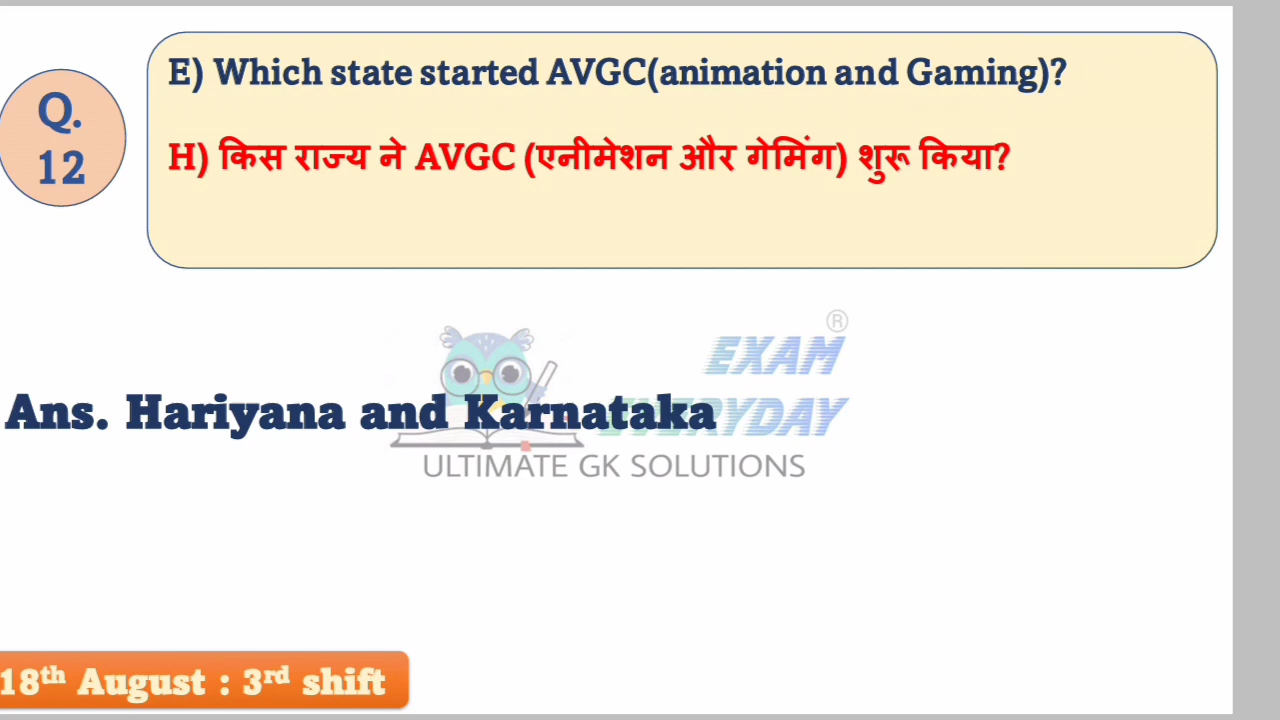 E) Which state started AVGC(animation and Gaming)?
Q.
12
H) किस राज्य ने AVGC (एनीमेशन और गेमिंग) शुरू किया?
®
EXAM
EVERYDAY
Ans. Hariyana and Karnataka
ULTIMATE GK SOLUTIONS
18th August : 3rd shift